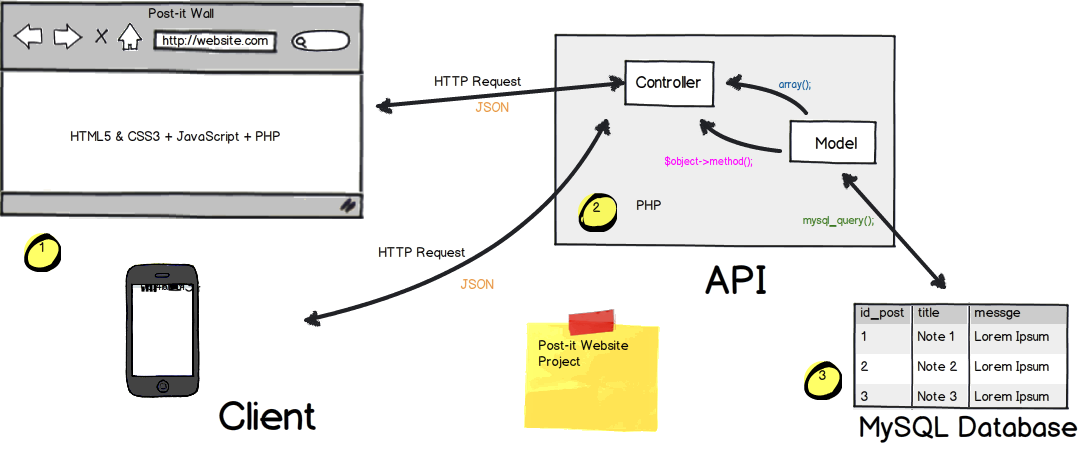 Post-it Wall
http://website.com
HTML5 & CSS3 + JavaScript + PHP
1
HTTP Request
JSON
HTTP Request
JSON
Client
Controller
array();
Model
$object->method();
2
PHP
mysql_query();
API
Post-it Website
Project
3
id_post title messge
1 Note 1 Lorem Ipsum
2 Note 2 Lorem Ipsum
3 Note 3 Lorem Ipsum
MySQL Database